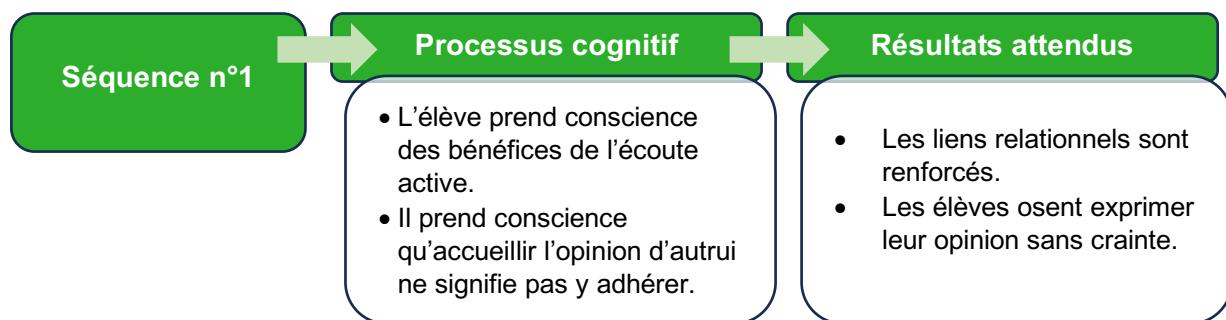 Séquence n°1
Processus cognitif
• L’élève prend conscience
des bénéfices de l’écoute
active.
• Il prend conscience
qu’accueillir l’opinion d’autrui
ne signifie pas y adhérer.
Résultats attendus
• Les liens relationnels sont
renforcés.
• Les élèves osent exprimer
leur opinion sans crainte.